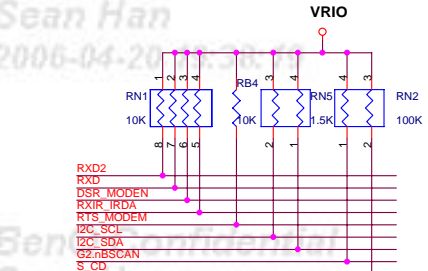 Sean Han
VRIO
2006-04-20
1 2 3 4
RB4
3 4
4 3
RN1
RN5
RN2
10K
10K
1.5K
100K
8 7 6 5
2 1
1 2
RXD2
RXD
DSR_MODEN
RXIR_IRDA
RTS_MODEM
I2C_SCL
BenQ Confidential
I2C_SDA
G2.nBSCAN
S_CD